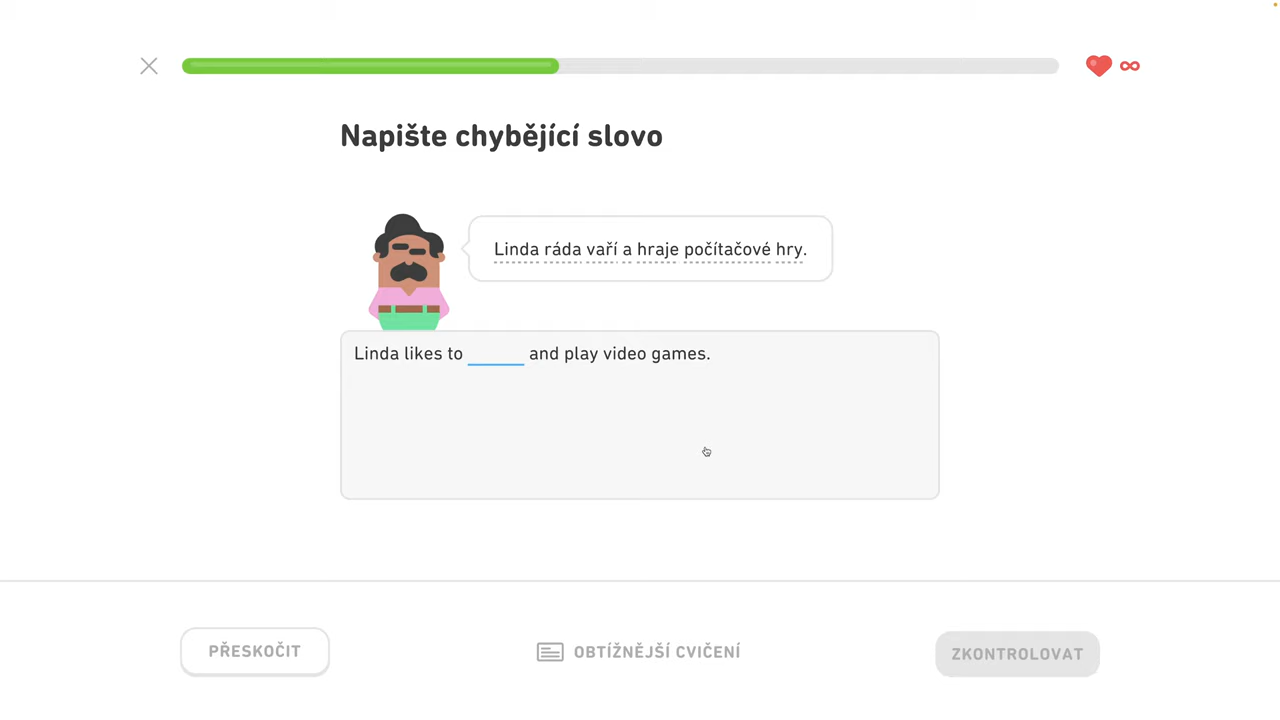 ∞
Napište chybějící slovo
Linda ráda vaří a hraje počítačové hry.
Linda likes to ______ and play video games.
PŘESKOČIT
OBTÍŽNĚJŠÍ CVIČENÍ
ZKONTROLOVAT